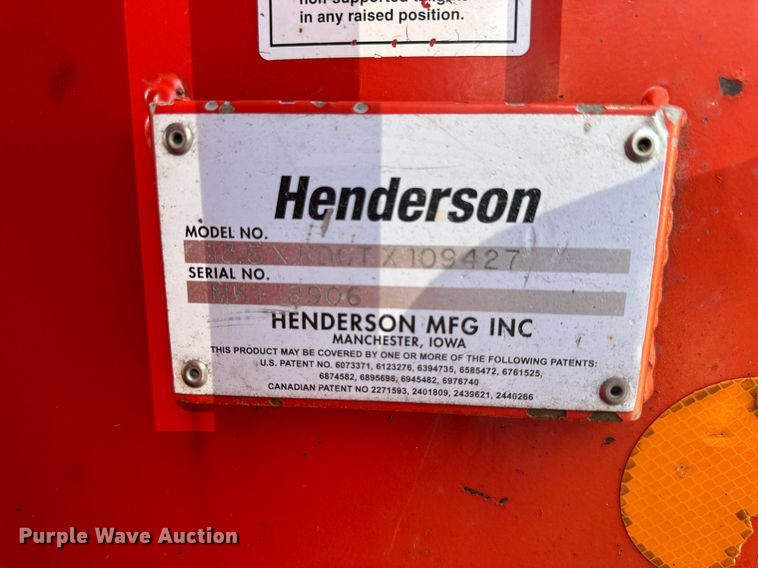 in any raised position.
Henderson
MODEL NO.
109427
SERIAL NO.
HENDERSON MFG INC
MANCHESTER, IOWA
THIS PRODUCT MAY BE COVERED BY ONE OR MORE OF THE FOLLOWING PATENTS:
U.S. PATENT NO. 6073371, 6123276, 6394735, 6585472, 6761525,
6874582, 6895698, 6945482, 6976740
CANADIAN PATENT NO 2271593, 2401809, 2439621, 2440266
Purple Wave Auction